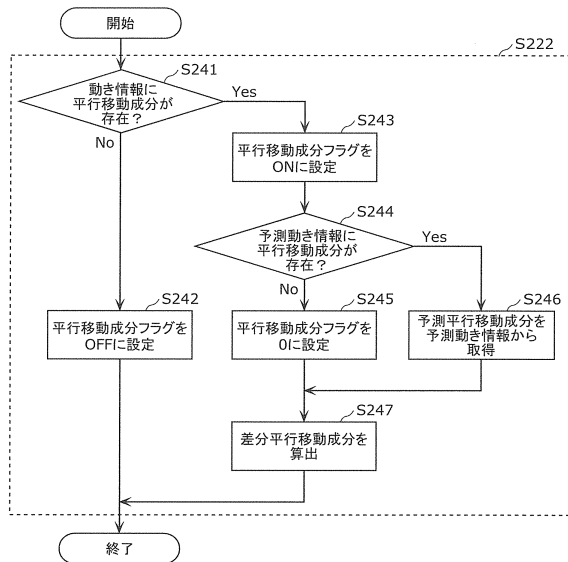 開始
S222
S241
動き情報に
平行移動成分が
存在？
Yes
No
S243
平行移動成分フラグを
ONに設定
S244
予測動き情報に
平行移動成分が
存在？
Yes
No
S242
平行移動成分フラグを
OFFに設定
S245
平行移動成分フラグを
0に設定
S246
予測平行移動成分を
予測動き情報から
取得
S247
差分平行移動成分を
算出
終了